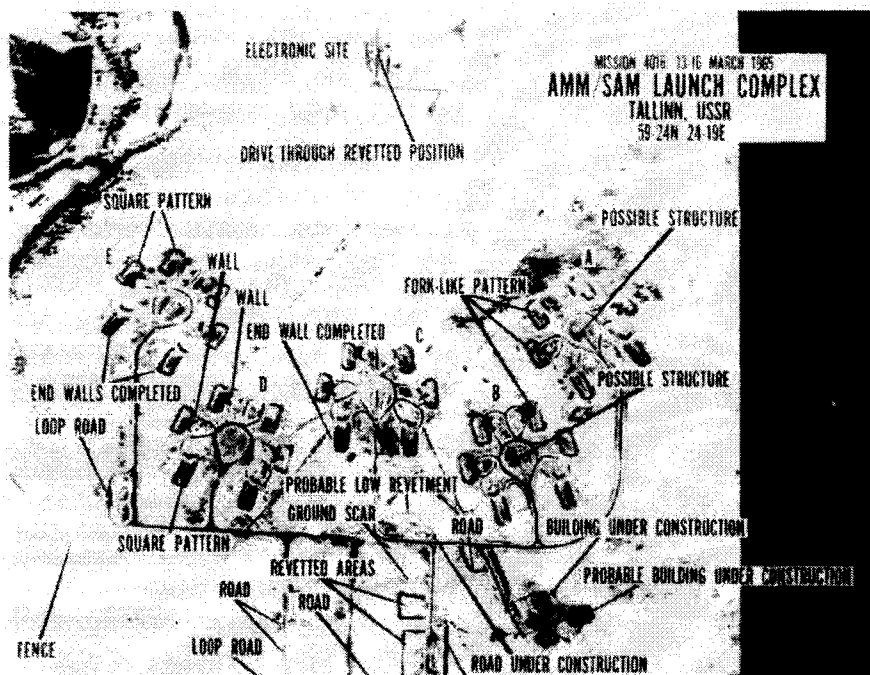 ELECTRONIC SITE
MISSION 4016 13-16 MARCH 1965
AMM/SAM LAUNCH COMPLEX
TALLINN, USSR
59-24N 24-19E
DRIVE THROUGH REVETTED POSITION
SQUARE PATTERN
POSSIBLE STRUCTURE
E
WALL
A
FORK-LIKE PATTERN
WALL
END WALL COMPLETED
C
END WALLS COMPLETED
D
B
POSSIBLE STRUCTURE
LOOP ROAD
PROBABLE LOW REVETMENT
GROUND SCAR
ROAD
BUILDING UNDER CONSTRUCTION
SQUARE PATTERN
REVETTED AREAS
PROBABLE BUILDING UNDER CONSTRUCTION
ROAD
ROAD
FENCE
LOOP ROAD
ROAD UNDER CONSTRUCTION